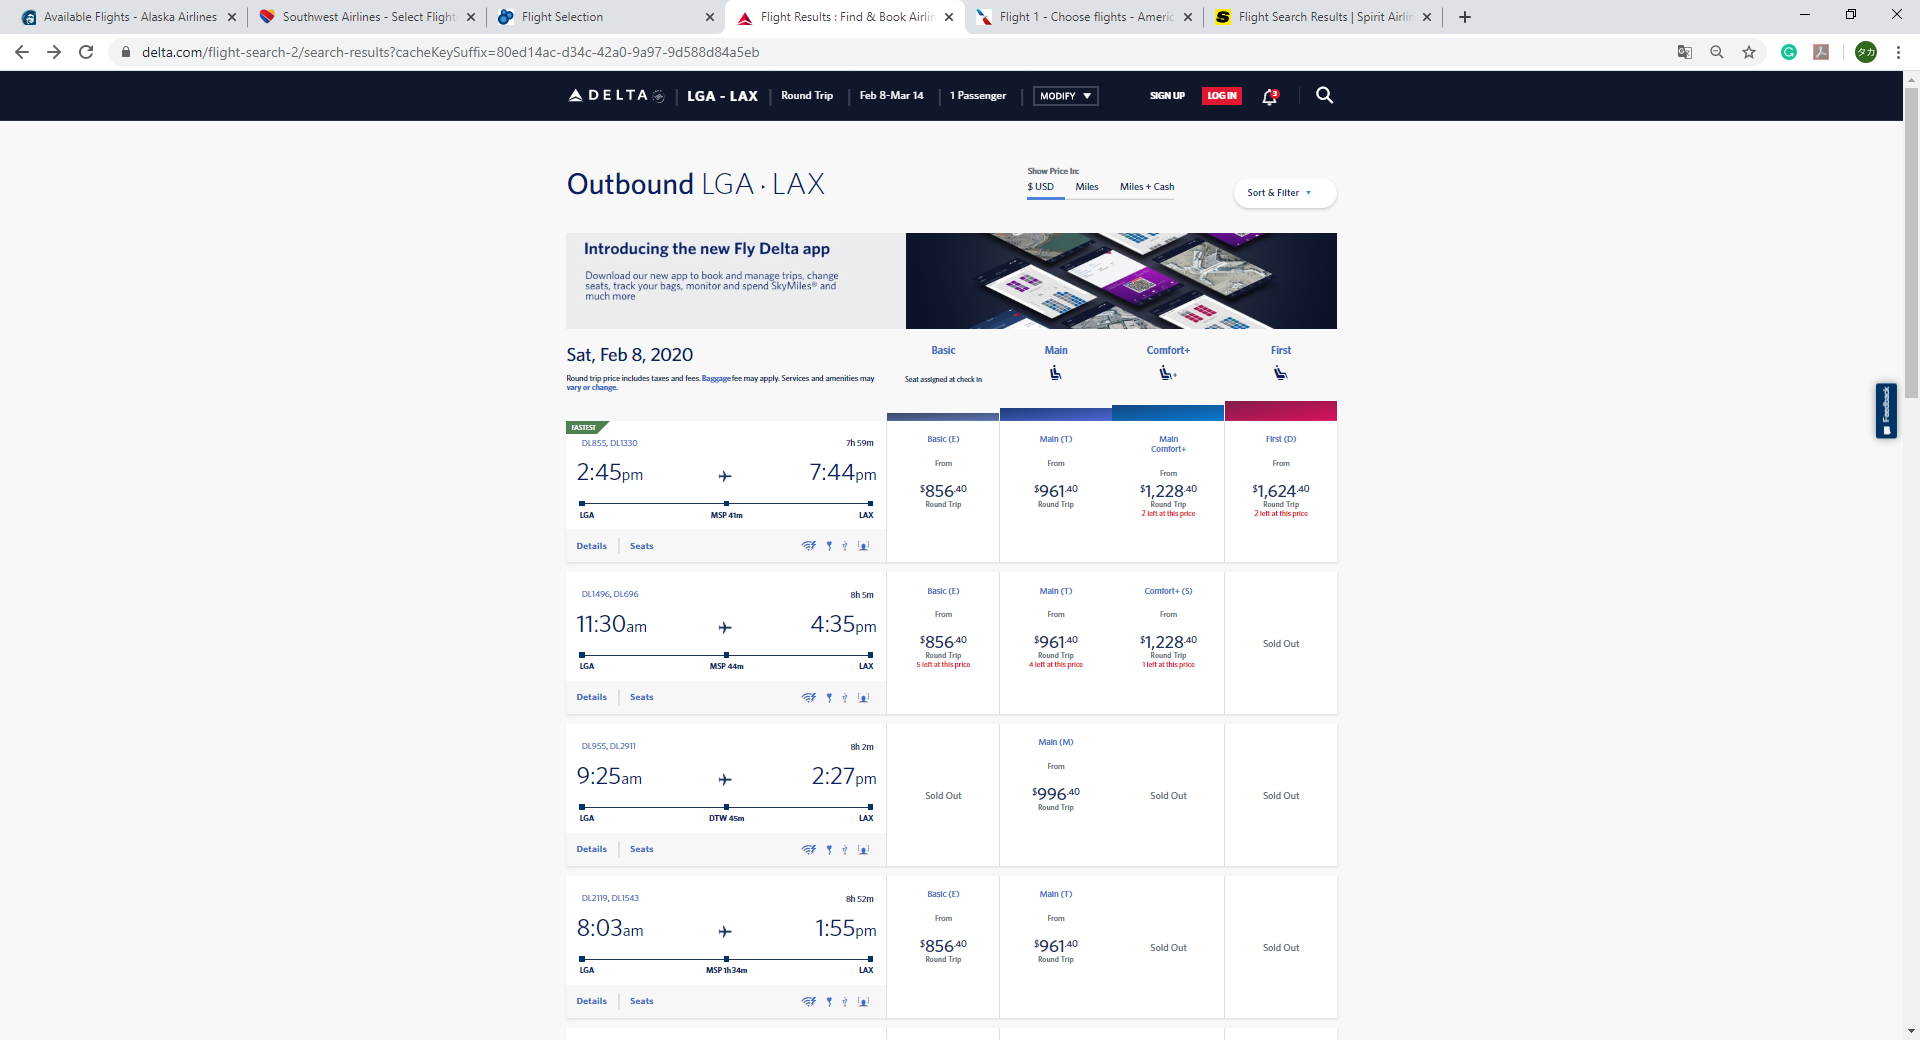 Available Flights - Alaska Airlines
Southwest Airlines - Select Flight
Flight Selection
Flight Results : Find & Book Airlin
Flight 1 - Choose flights - Americ
Flight Search Results | Spirit Airlin
delta.com/flight-search-2/search-results?cacheKeySuffix=80ed14ac-d34c-42a0-9a97-9d588d84a5eb
タカ
DELTA
LGA - LAX
Round Trip
Feb 8-Mar 14
1 Passenger
MODIFY
SIGN UP
LOG IN
3
Outbound LGA · LAX
Show Price In:
$ USD
Miles
Miles + Cash
Sort & Filter
Introducing the new Fly Delta app
Download our new app to book and manage trips, change
seats, track your bags, monitor and spend SkyMiles® and
much more
Sat, Feb 8, 2020
Round trip price includes taxes and fees. Baggage fee may apply. Services and amenities may
vary or change.
Basic
Seat assigned at check in
Main
Comfort+
First
Feedback
FASTEST
DL855, DL1330
7h 59m
2:45pm
7:44pm
LGA
MSP 41m
LAX
Details
Seats
Basic (E)
From
$856.40
Round Trip
Main (T)
From
$961.40
Round Trip
Main
Comfort+
From
$1,228.40
Round Trip
2 left at this price
First (D)
From
$1,624.40
Round Trip
2 left at this price
DL1496, DL696
8h 5m
11:30am
4:35pm
LGA
MSP 44m
LAX
Details
Seats
Basic (E)
From
$856.40
Round Trip
5 left at this price
Main (T)
From
$961.40
Round Trip
4 left at this price
Comfort+ (S)
From
$1,228.40
Round Trip
1 left at this price
Sold Out
DL955, DL2911
8h 2m
9:25am
2:27pm
LGA
DTW 45m
LAX
Details
Seats
Sold Out
Main (M)
From
$996.40
Round Trip
Sold Out
Sold Out
DL2119, DL1543
8h 52m
8:03am
1:55pm
LGA
MSP 1h34m
LAX
Details
Seats
Basic (E)
From
$856.40
Round Trip
Main (T)
From
$961.40
Round Trip
Sold Out
Sold Out